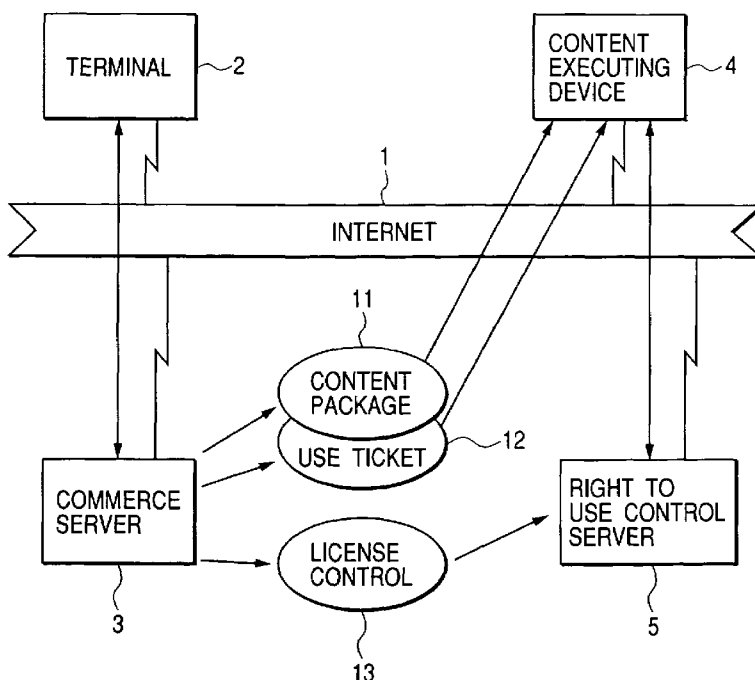 TERMINAL
2
CONTENT
EXECUTING
DEVICE
4
1
INTERNET
11
CONTENT
PACKAGE
USE TICKET
12
COMMERCE
SERVER
3
LICENSE
CONTROL
13
RIGHT TO
USE CONTROL
SERVER
5